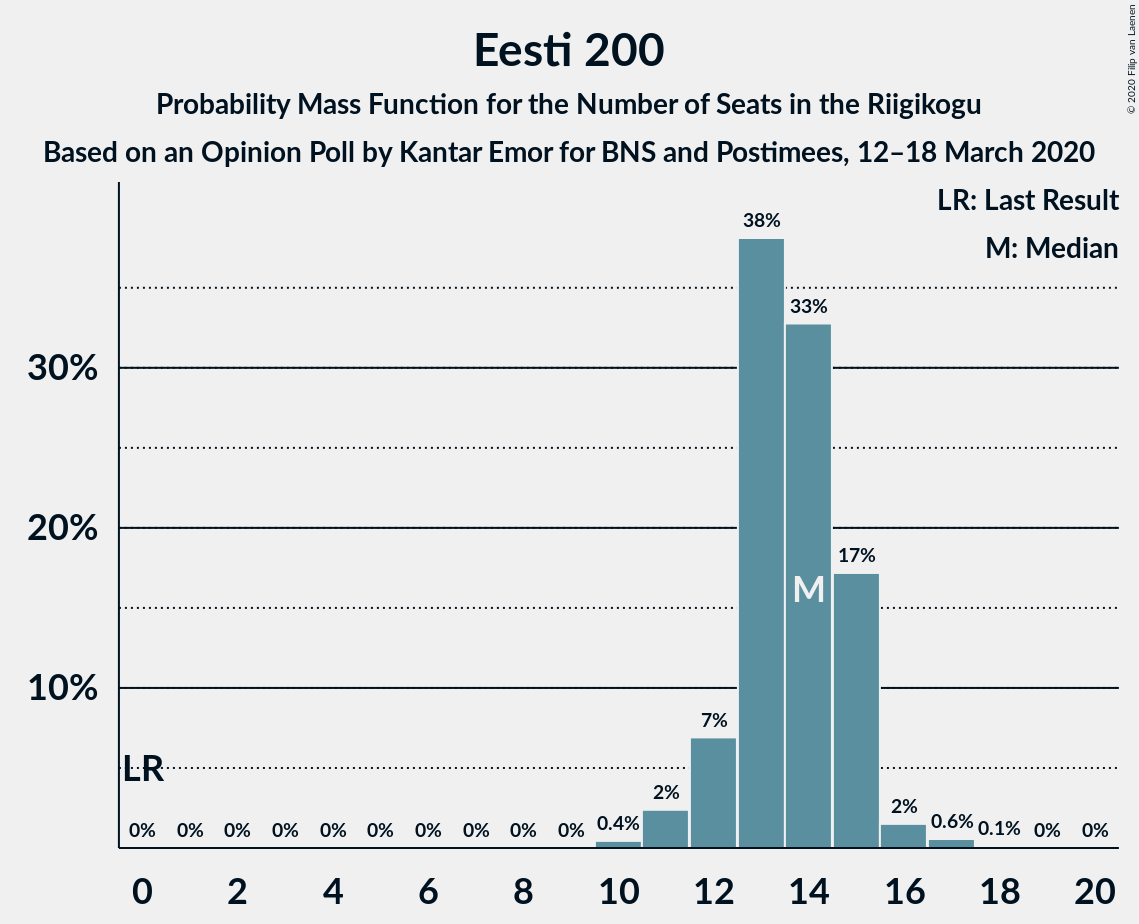 © 2020 Filip van Laenen
Eesti 200
Probability Mass Function for the Number of Seats in the Riigikogu
Based on an Opinion Poll by Kantar Emor for BNS and Postimees, 12–18 March 2020
LR: Last Result
M: Median
38%
33%
30%
20%
17%
M
10%
7%
LR
2%
2%
0% 0% 0% 0% 0% 0% 0% 0% 0% 0% 0.4% 0.6% 0.1% 0% 0%
0 2 4 6 8 10 12 14 16 18 20